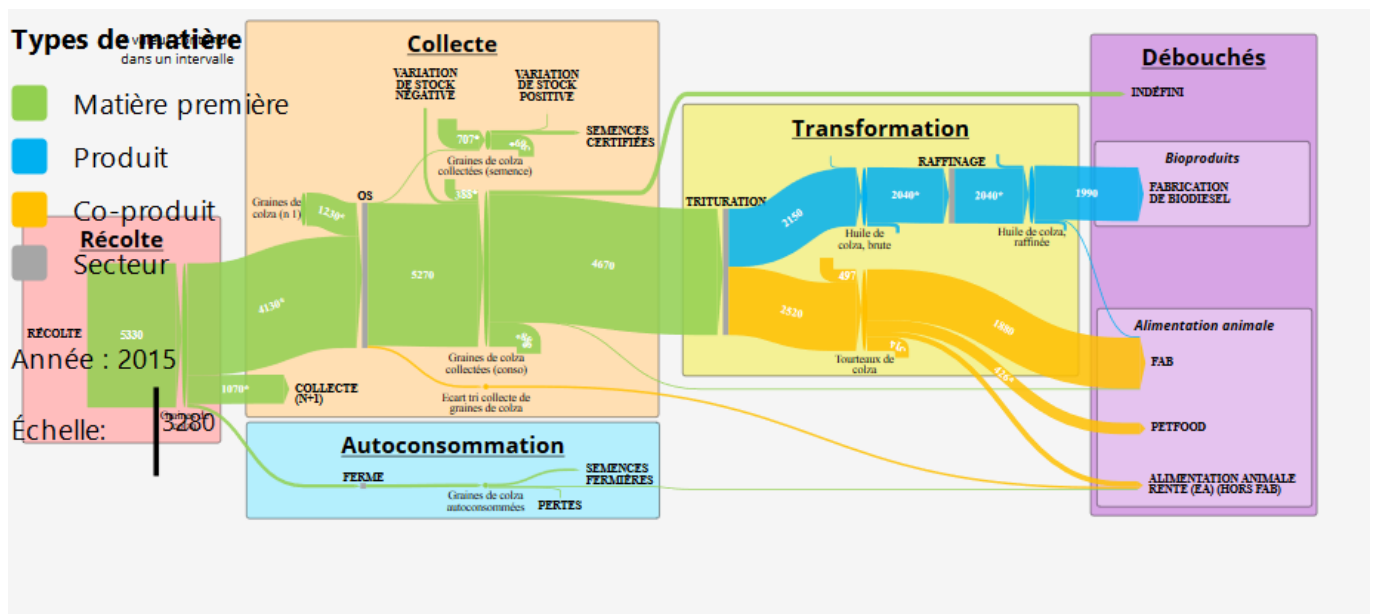 Types de matière
dans un intervalle
Matière première
Produit
Co-produit
Secteur
Récolte
RÉCOLTE
5330
Année : 2015
Échelle:
3280
Collecte
VARIATION
DE STOCK
NÉGATIVE
VARIATION
DE STOCK
POSITIVE
707*
SEMENCES
CERTIFIÉES
Graines de colza
collectées (semence)
Graines de
colza (n 1)
1230*
OS
355*
4130*
5270
4670
1070*
COLLECTE
(N+1)
Graines de colza
collectées (conso)
Ecart tri collecte de
graines de colza
Autoconsommation
FERME
SEMENCES
FERMIÈRES
Graines de colza
autoconsommées
PERTES
Transformation
TRITURATION
RAFFINAGE
2150
2040*
2040*
1990
Huile de
colza, brute
Huile de colza,
raffinée
497
2520
1880
426*
Tourteaux de
colza
Débouchés
INDÉFINI
Bioproduits
FABRICATION
DE BIODIESEL
Alimentation animale
FAB
PETFOOD
ALIMENTATION ANIMALE
RENTE (EA) (HORS FAB)